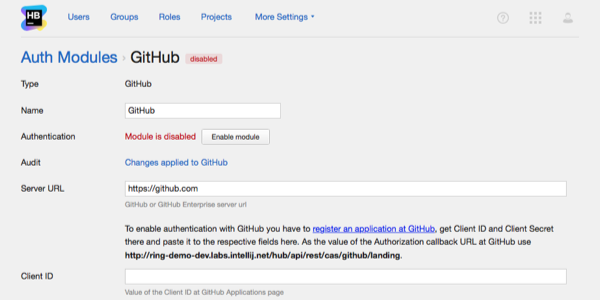 HB
Users Groups Roles Projects More Settings
Auth Modules › GitHub disabled
Type GitHub
Name GitHub
Authentication Module is disabled Enable module
Audit Changes applied to GitHub
Server URL https://github.com
GitHub or GitHub Enterprise server url
To enable authentication with GitHub you have to register an application at GitHub, get Client ID and Client Secret
there and paste it to the respective fields here. As the value of the Authorization callback URL at GitHub use
http://ring-demo-dev.labs.intellij.net/hub/api/rest/cas/github/landing.
Client ID
Value of the Client ID at GitHub Applications page